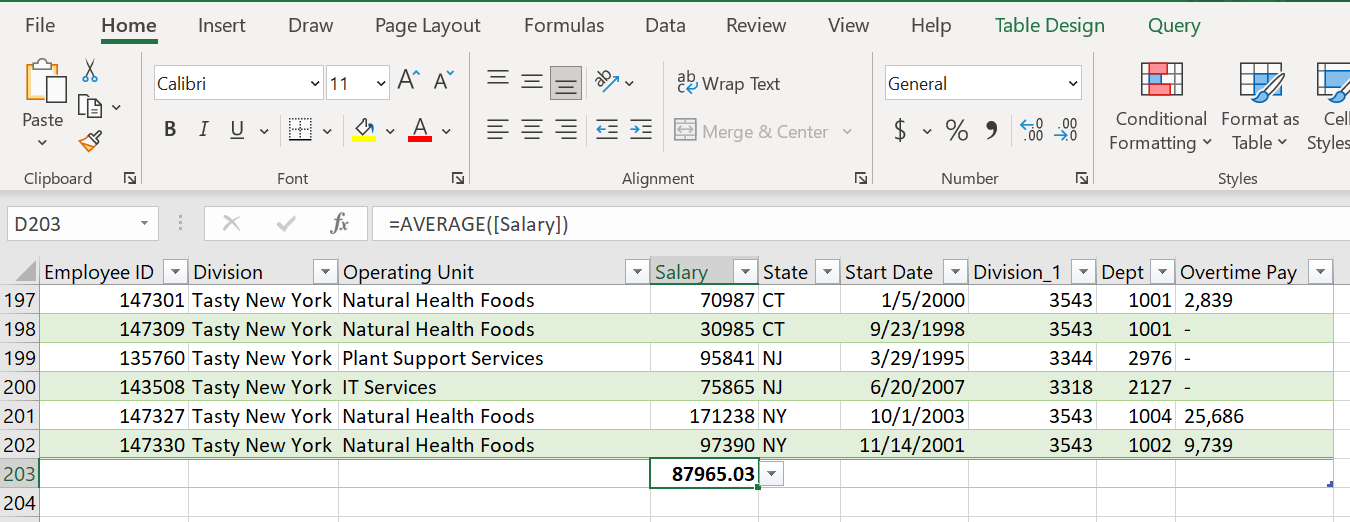 File Home Insert Draw Page Layout Formulas Data Review View Help Table Design Query
Calibri 11 A A ab Wrap Text General
Paste B I U A Merge & Center $ % , .00 .00 Conditional Formatting Format as Table Cell Styles
Clipboard Font Alignment Number Styles
D203 fx =AVERAGE([Salary])
Employee ID Division Operating Unit Salary State Start Date Division_1 Dept Overtime Pay
197 147301 Tasty New York Natural Health Foods 70987 CT 1/5/2000 3543 1001 2,839
198 147309 Tasty New York Natural Health Foods 30985 CT 9/23/1998 3543 1001 -
199 135760 Tasty New York Plant Support Services 95841 NJ 3/29/1995 3344 2976 -
200 143508 Tasty New York IT Services 75865 NJ 6/20/2007 3318 2127 -
201 147327 Tasty New York Natural Health Foods 171238 NY 10/1/2003 3543 1004 25,686
202 147330 Tasty New York Natural Health Foods 97390 NY 11/14/2001 3543 1002 9,739
203 87965.03
204